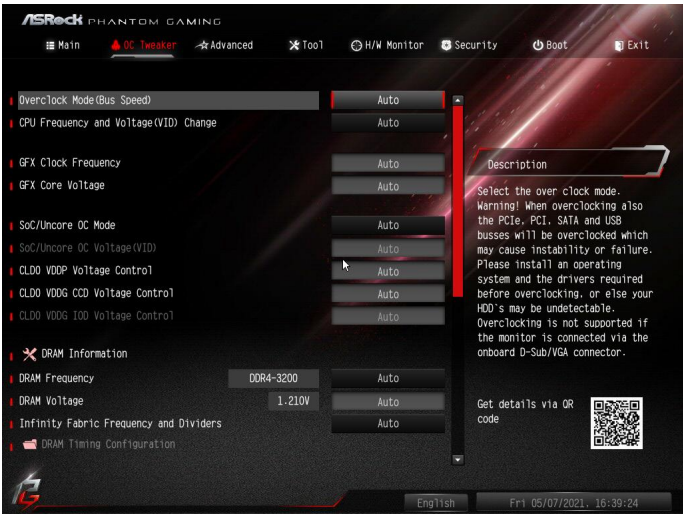 ASRock PHANTOM GAMING
Main OC Tweaker Advanced Tool H/W Monitor Security Boot Exit
Overclock Mode(Bus Speed) Auto
CPU Frequency and Voltage(VID) Change Auto
GFX Clock Frequency Auto
GFX Core Voltage Auto
SoC/Uncore OC Mode Auto
SoC/Uncore OC Voltage(VID) Auto
CLDO VDDP Voltage Control Auto
CLDO VDDG CCD Voltage Control Auto
CLDO VDDG IOD Voltage Control Auto
DRAM Information
DRAM Frequency DDR4-3200 Auto
DRAM Voltage 1.210V Auto
Infinity Fabric Frequency and Dividers Auto
DRAM Timing Configuration
Description
Select the over clock mode.
Warning! When overclocking also
the PCIe, PCI, SATA and USB
busses will be overclocked which
may cause instability or failure.
Please install an operating
system and the drivers required
before overclocking, or else your
HDD`s may be undetectable.
Overclocking is not supported if
the monitor is connected via the
onboard D-Sub/VGA connector.
Get details via QR
code
English Fri 05/07/2021, 16:39:24